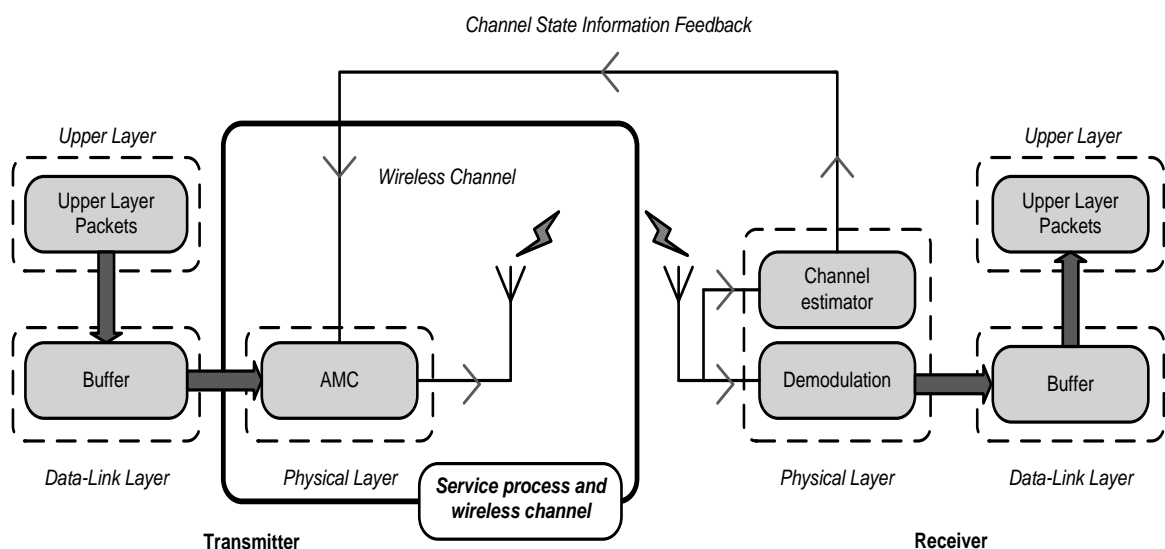 Channel State Information Feedback
Upper Layer
Upper Layer
Packets
Buffer
Data-Link Layer
Wireless Channel
AMC
Physical Layer
Service process and
wireless channel
Transmitter
Channel
estimator
Demodulation
Physical Layer
Upper Layer
Upper Layer
Packets
Buffer
Data-Link Layer
Receiver